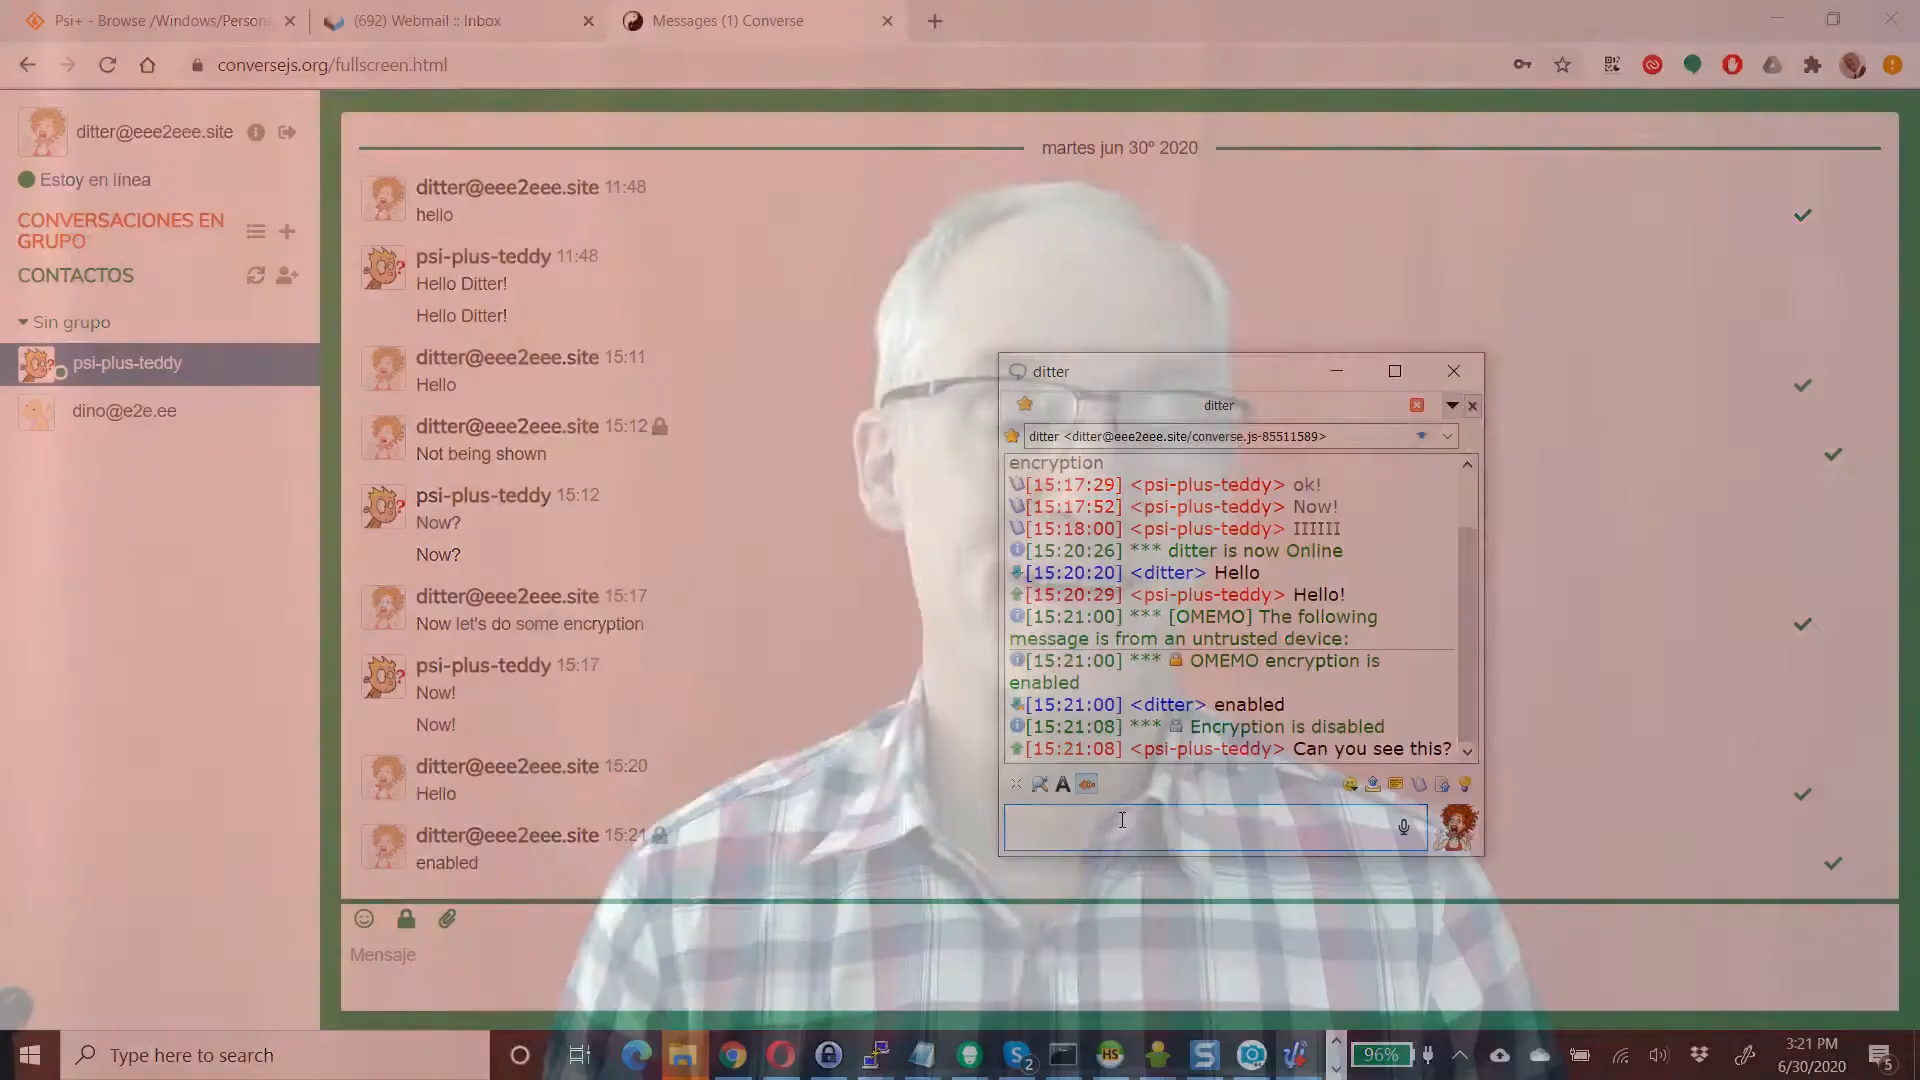 Psi+ - Browse /Windows/Person
(692) Webmail :: Inbox
Messages (1) Converse
conversejs.org/fullscreen.html
ditter@eee2eee.site
Estoy en línea
CONVERSACIONES EN
GRUPO
CONTACTOS
Sin grupo
psi-plus-teddy
dino@e2e.ee
martes jun 30º 2020
ditter@eee2eee.site 11:48
hello
psi-plus-teddy 11:48
Hello Ditter!
Hello Ditter!
ditter@eee2eee.site 15:11
Hello
ditter@eee2eee.site 15:12
Not being shown
psi-plus-teddy 15:12
Now?
Now?
ditter@eee2eee.site 15:17
Now let's do some encryption
psi-plus-teddy 15:17
Now!
Now!
ditter@eee2eee.site 15:20
Hello
ditter@eee2eee.site 15:21
enabled
Mensaje
ditter
ditter
ditter <ditter@eee2eee.site/converse.js-85511589>
encryption
[15:17:29] <psi-plus-teddy> ok!
[15:17:52] <psi-plus-teddy> Now!
[15:18:00] <psi-plus-teddy> IIIIII
[15:20:26] *** ditter is now Online
[15:20:20] <ditter> Hello
[15:20:29] <psi-plus-teddy> Hello!
[15:21:00] *** [OMEMO] The following
message is from an untrusted device:
[15:21:00] *** OMEMO encryption is
enabled
[15:21:00] <ditter> enabled
[15:21:08] *** Encryption is disabled
[15:21:08] <psi-plus-teddy> Can you see this?
A
Type here to search
HS
2
96%
3:21 PM
6/30/2020
5